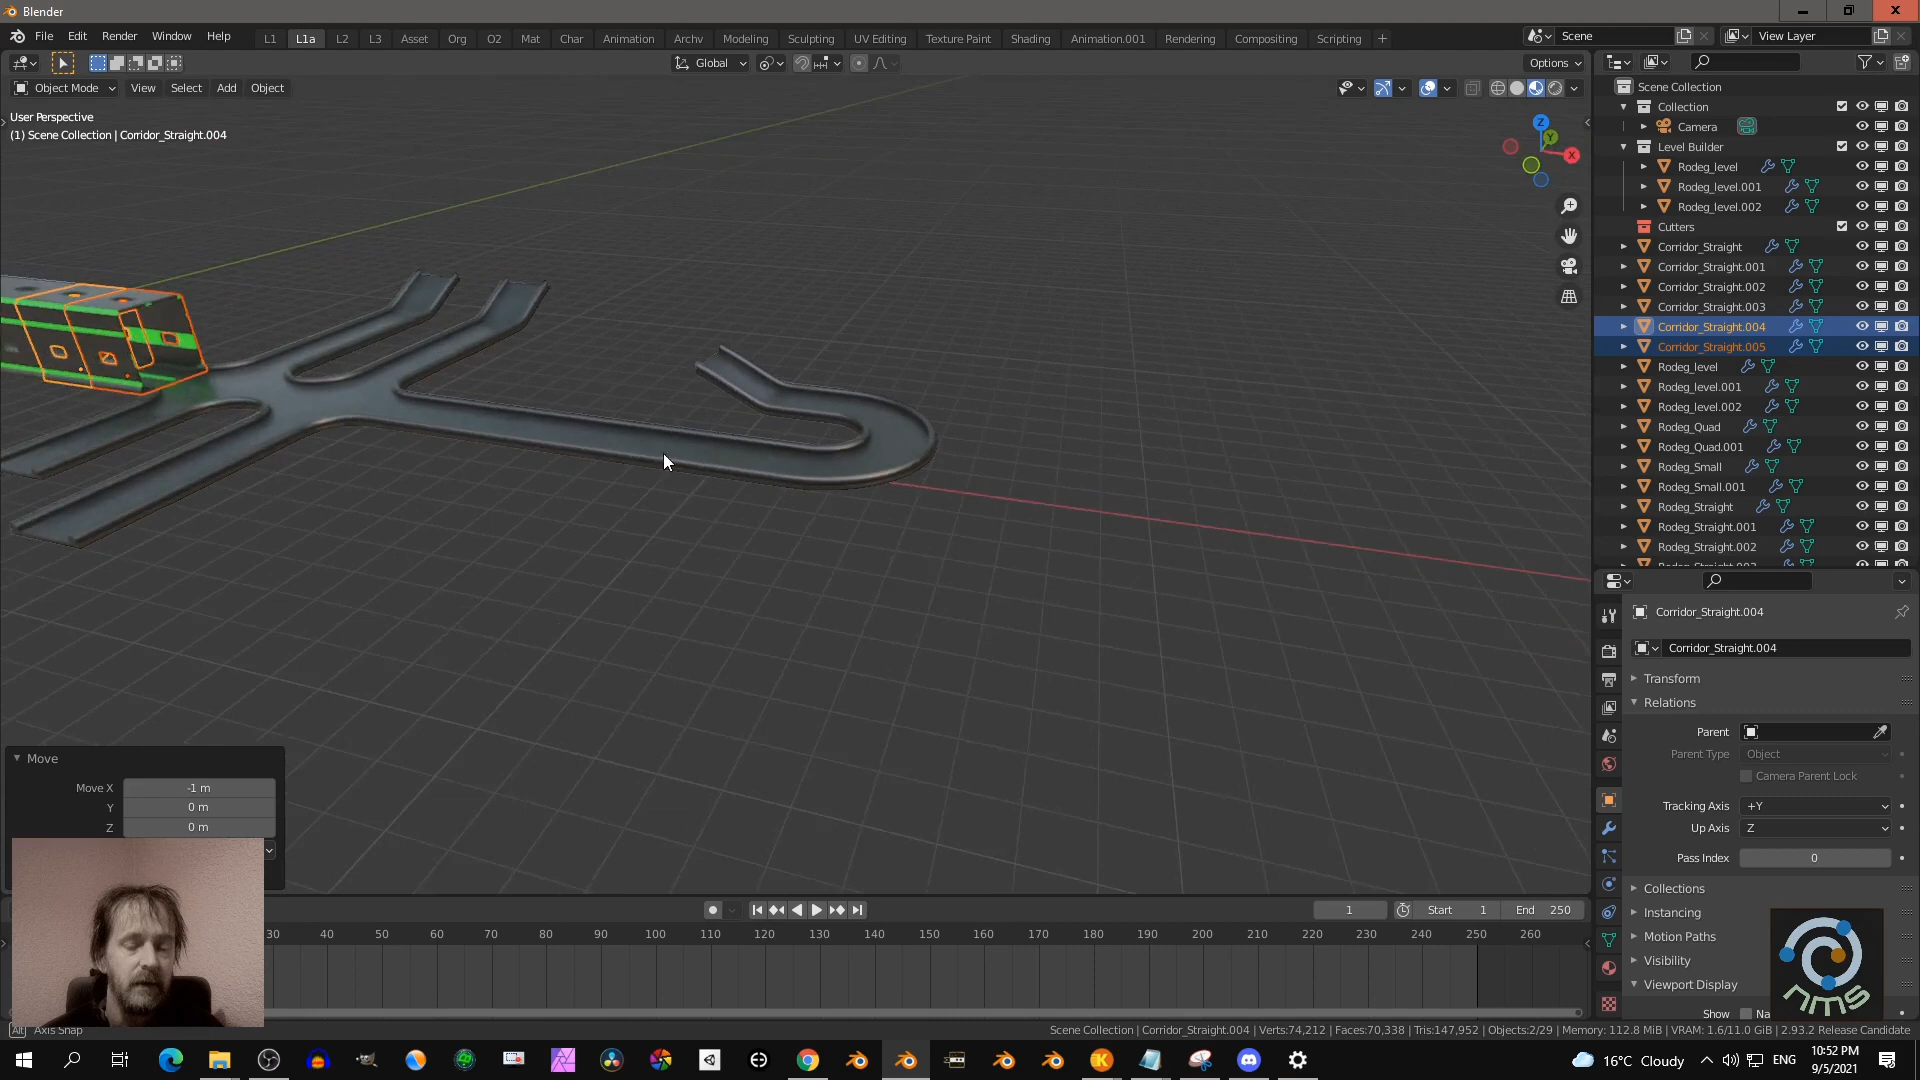 Blender
File Edit Render Window Help L1 L1a L2 L3 Asset Org O2 Mat Char Animation Archv Modeling Sculpting UV Editing Texture Paint Shading Animation.001 Rendering Compositing Scripting + Scene View Layer
Global Options
Object Mode View Select Add Object
User Perspective
(1) Scene Collection | Corridor_Straight.004
Z
Y
X
Scene Collection
Collection
Camera
Level Builder
Rodeg_level
Rodeg_level.001
Rodeg_level.002
Cutters
Corridor_Straight
Corridor_Straight.001
Corridor_Straight.002
Corridor_Straight.003
Corridor_Straight.004
Corridor_Straight.005
Rodeg_level
Rodeg_level.001
Rodeg_level.002
Rodeg_Quad
Rodeg_Quad.001
Rodeg_Small
Rodeg_Small.001
Rodeg_Straight
Rodeg_Straight.001
Rodeg_Straight.002
Corridor_Straight.004
Corridor_Straight.004
Transform
Relations
Parent
Parent Type Object
Camera Parent Lock
Tracking Axis +Y
Up Axis Z
Pass Index 0
Collections
Instancing
Motion Paths
Visibility
Viewport Display
Show Na
nms
Move
Move X -1 m
Y 0 m
Z 0 m
1 Start 1 End 250
30 40 50 60 70 80 90 100 110 120 130 140 150 160 170 180 190 200 210 220 230 240 250 260
Alt Axis Snap
Scene Collection | Corridor_Straight.004 | Verts:74,212 | Faces:70,338 | Tris:147,952 | Objects:2/29 | Memory: 112.8 MiB | VRAM: 1.6/11.0 GiB | 2.93.2 Release Candidate
16°C Cloudy ENG 10:52 PM
9/5/2021